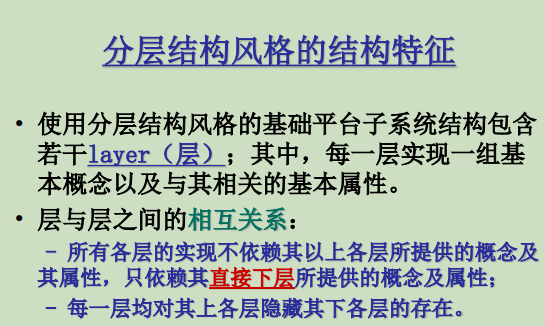 分层结构风格的结构特征
• 使用分层结构风格的基础平台子系统结构包含
若干layer（层）；其中，每一层实现一组基
本概念以及与其相关的基本属性。
• 层与层之间的相互关系：
– 所有各层的实现不依赖其以上各层所提供的概念及
其属性，只依赖其直接下层所提供的概念及属性；
– 每一层均对其上各层隐藏其下各层的存在。